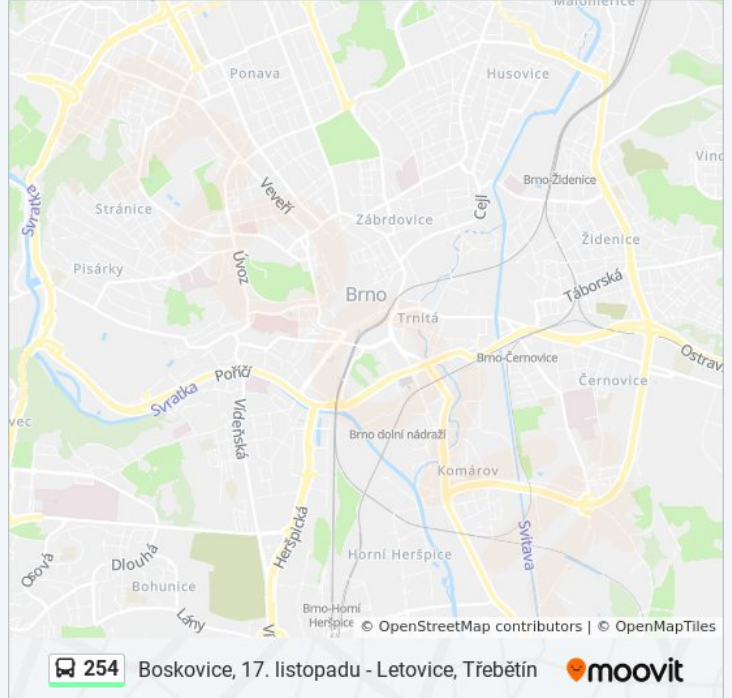 Maloměřice
Ponava
Husovice
Vino
Brno-Židenice
Veveří
Cejl
Svratka
Stránice
Zábrdovice
Židenice
Úvoz
Pisárky
Táborská
Brno
Trnitá
Ostrav
Brno-Černovice
Poříčí
Černovice
Svratka
vec
Vídeňská
Brno dolní nádraží
Komárov
Heršpická
Svitava
Horní Heršpice
Dlouhá
Osová
Bohunice
Lány
Brno-Horní
Heršpice
© OpenStreetMap contributors | © OpenMapTiles
254 Boskovice, 17. listopadu - Letovice, Třebětín moovit